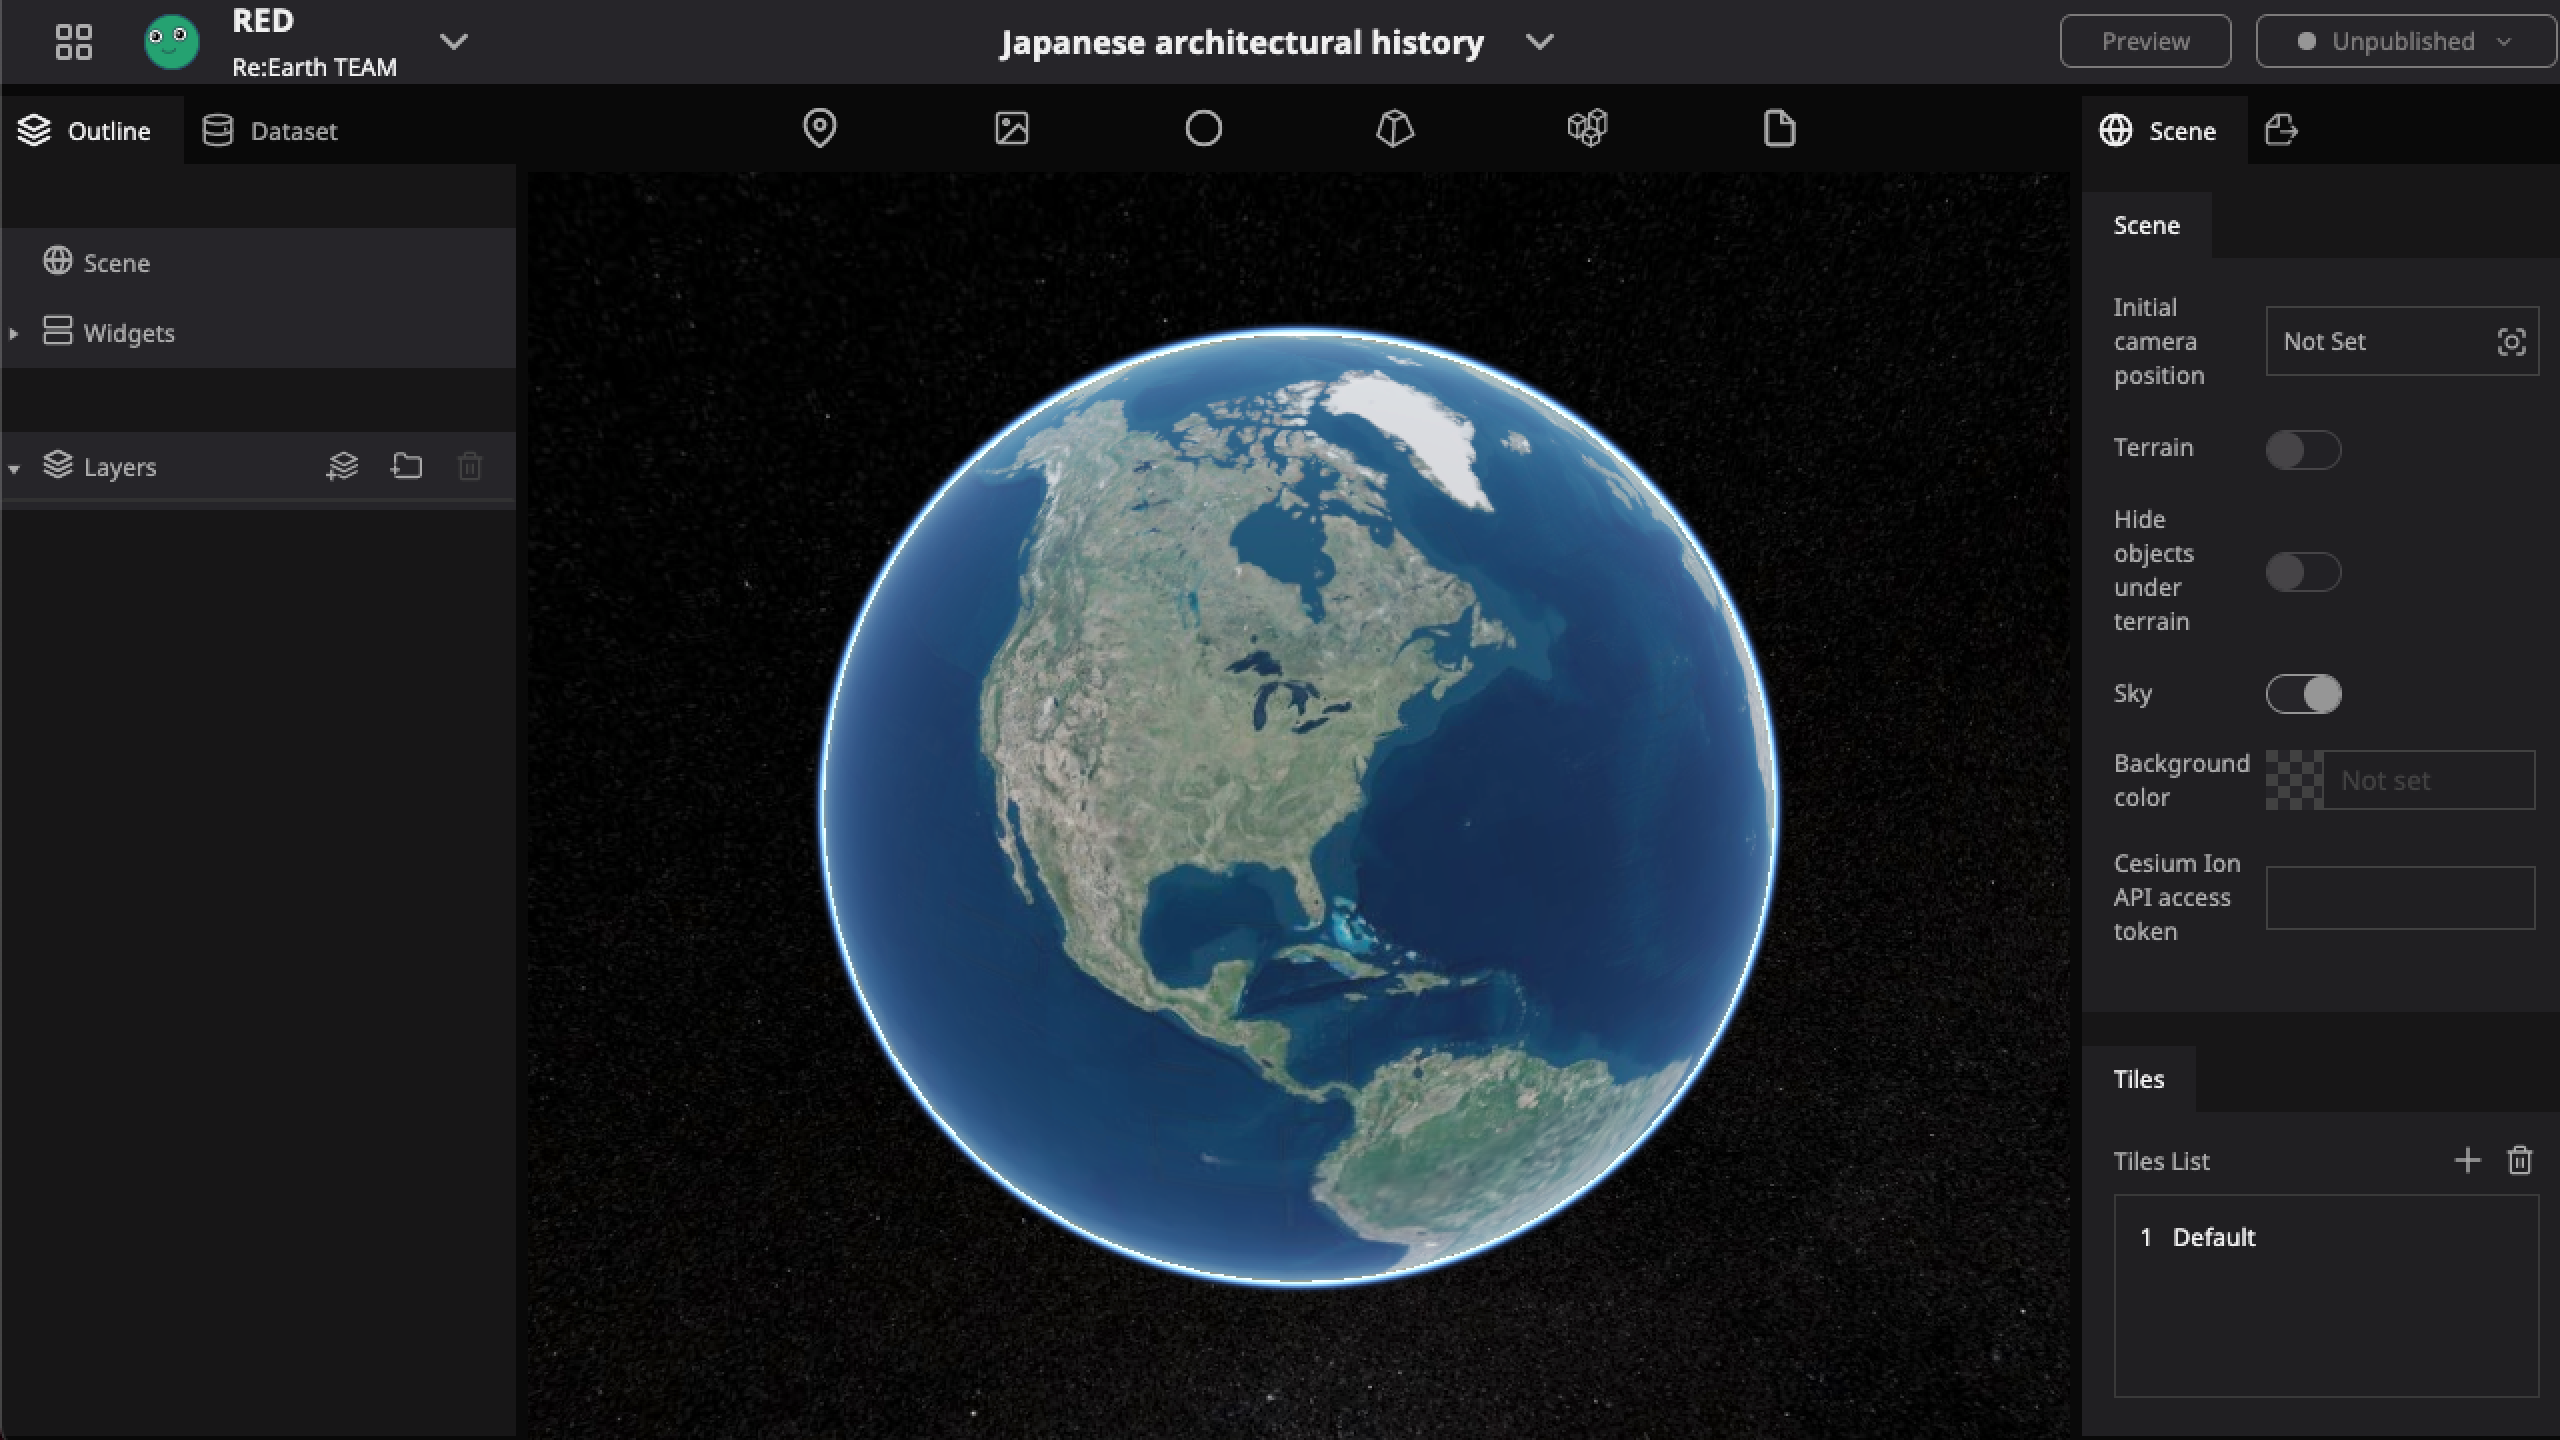 RED
Re:Earth TEAM
Japanese architectural history
Preview
Unpublished
Outline
Dataset
Scene
Scene
Widgets
Layers
Scene
Initial
camera
position
Not Set
Terrain
Hide
objects
under
terrain
Sky
Background
color
Not set
Cesium Ion
API access
token
Tiles
Tiles List
1 Default